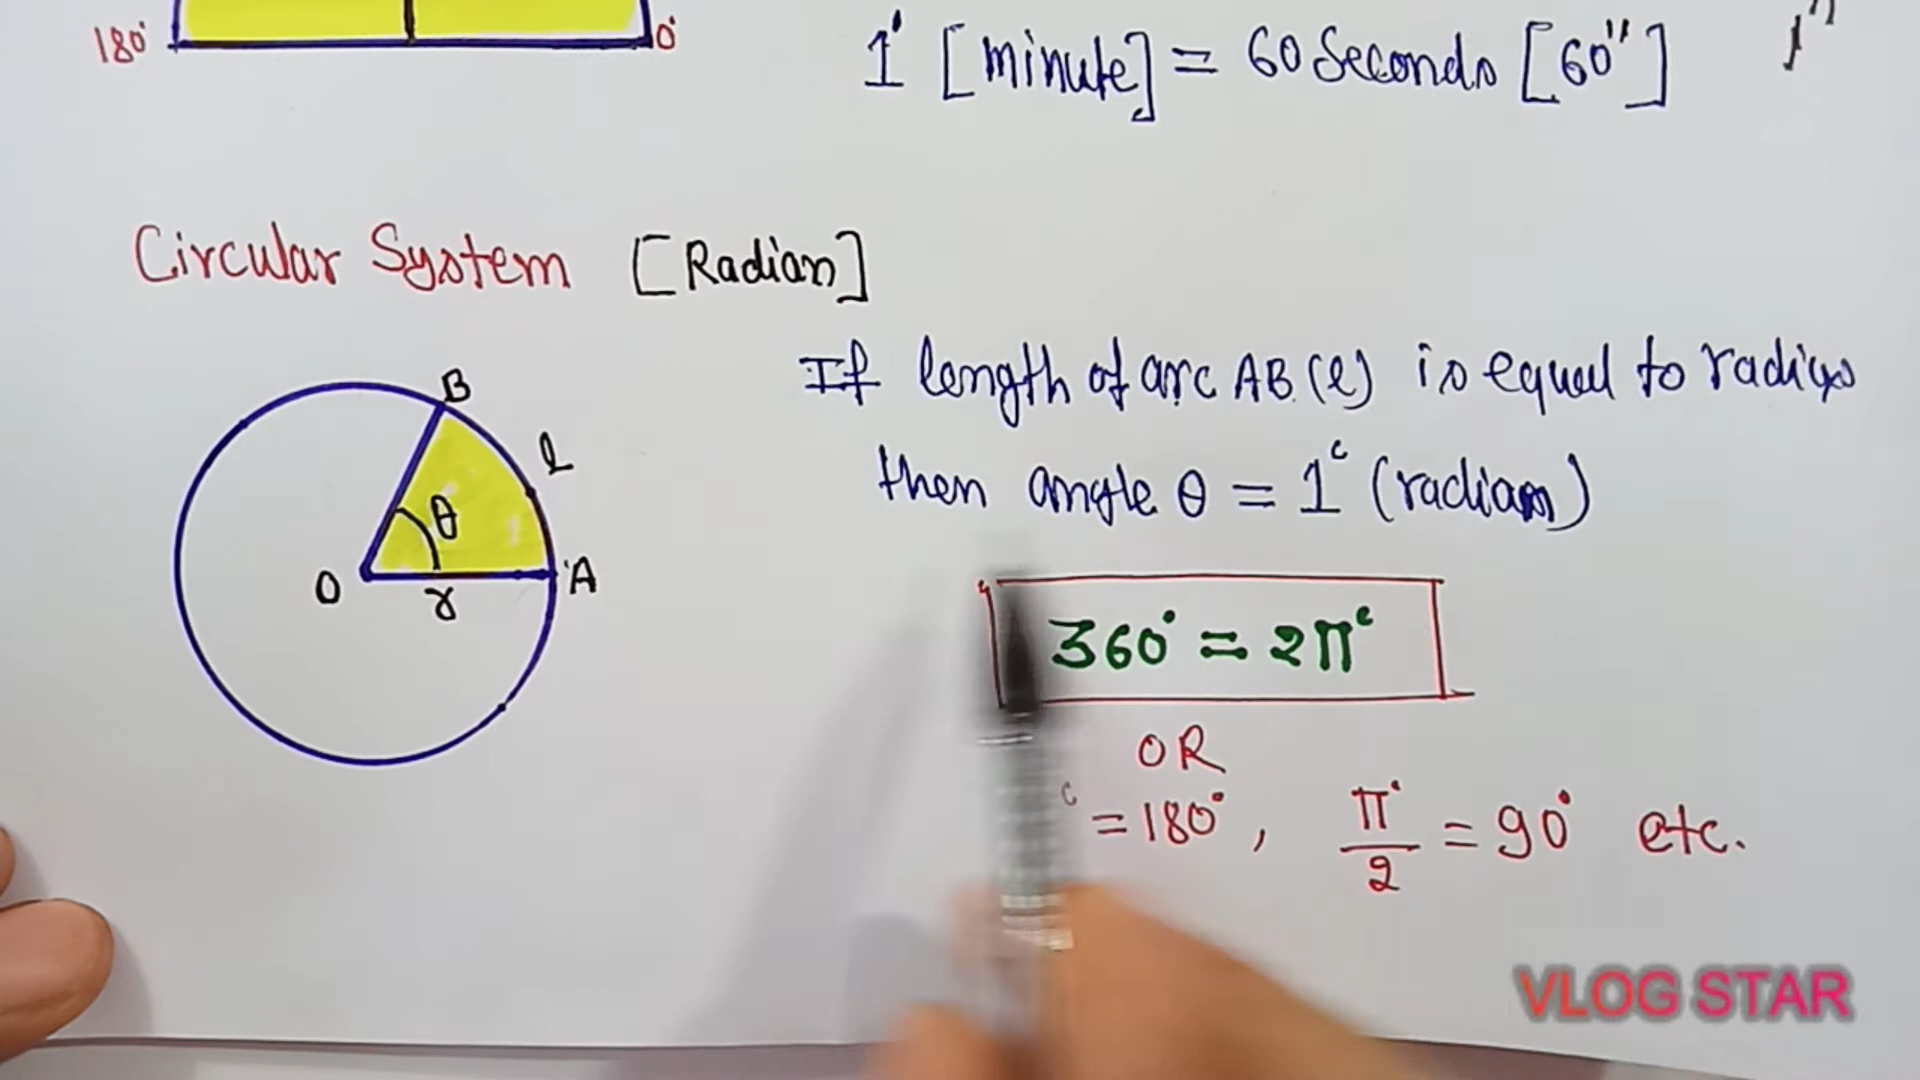 180° 0°
1' [minute] = 60 Seconds [60"]
Circular System [Radian]
If length of arc AB (l) is equal to radius
then angle θ = 1ᶜ (radian)
B
l
θ
O r A
360° = 2πᶜ
OR
ᶜ = 180°, πᶜ/2 = 90° etc.
VLOG STAR